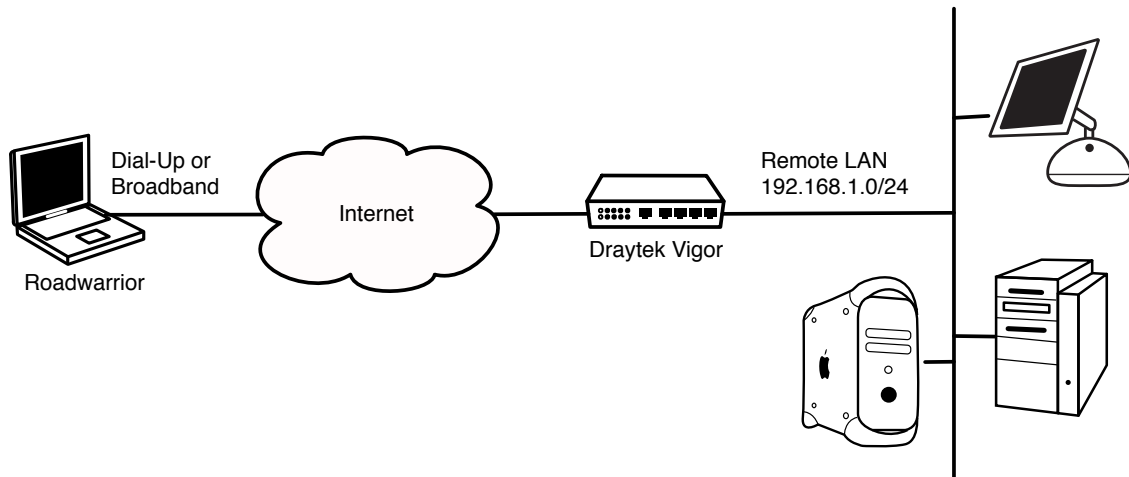 Dial-Up or
Broadband
Roadwarrior
Internet
Draytek Vigor
Remote LAN
192.168.1.0/24